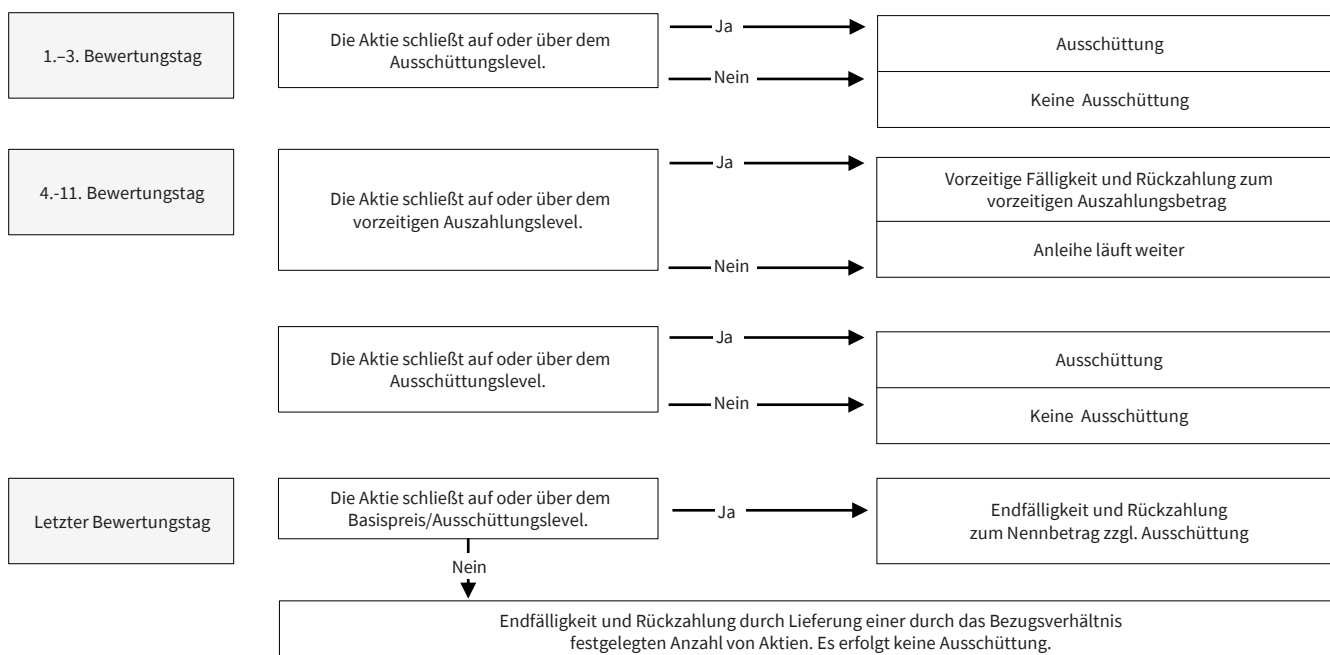 1.–3. Bewertungstag
Die Aktie schließt auf oder über dem
Ausschüttungslevel.
Ja
Nein
Ausschüttung
Keine Ausschüttung
4.-11. Bewertungstag
Die Aktie schließt auf oder über dem
vorzeitigen Auszahlungslevel.
Ja
Nein
Vorzeitige Fälligkeit und Rückzahlung zum
vorzeitigen Auszahlungsbetrag
Anleihe läuft weiter
Die Aktie schließt auf oder über dem
Ausschüttungslevel.
Ja
Nein
Ausschüttung
Keine Ausschüttung
Letzter Bewertungstag
Die Aktie schließt auf oder über dem
Basispreis/Ausschüttungslevel.
Ja
Endfälligkeit und Rückzahlung
zum Nennbetrag zzgl. Ausschüttung
Nein
Endfälligkeit und Rückzahlung durch Lieferung einer durch das Bezugsverhältnis
festgelegten Anzahl von Aktien. Es erfolgt keine Ausschüttung.